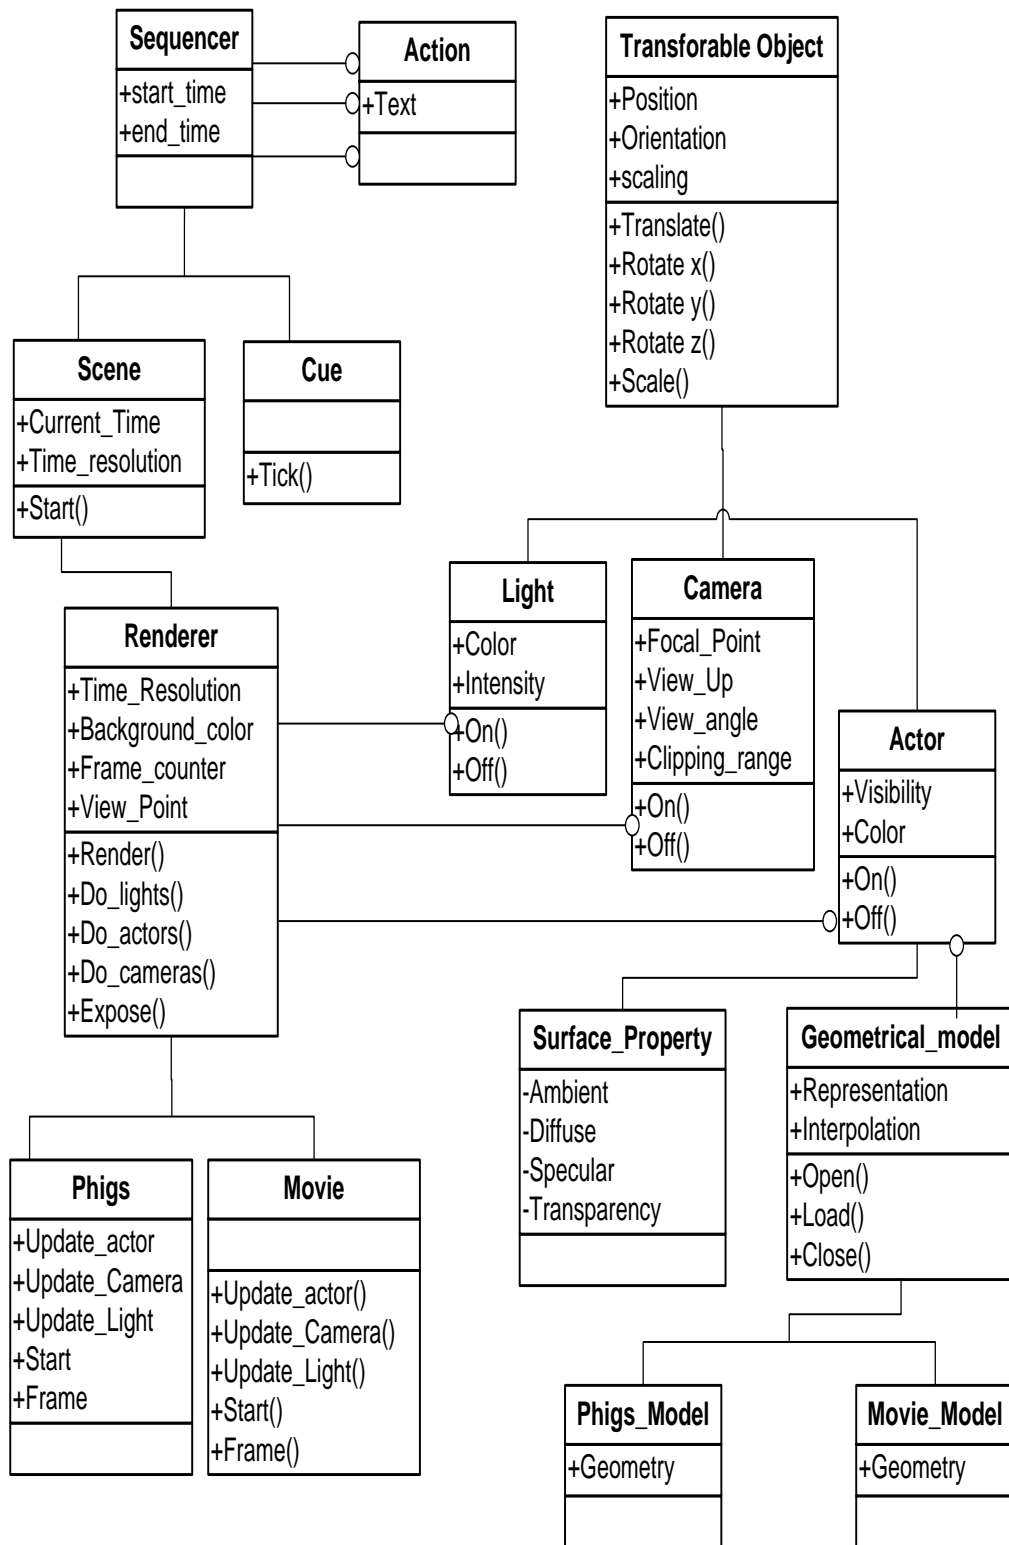 Sequencer
+start_time
+end_time
Action
+Text
Transforable Object
+Position
+Orientation
+scaling
+Translate()
+Rotate x()
+Rotate y()
+Rotate z()
+Scale()
Scene
+Current_Time
+Time_resolution
+Start()
Cue
+Tick()
Light
+Color
+Intensity
+On()
+Off()
Camera
+Focal_Point
+View_Up
+View_angle
+Clipping_range
+On()
+Off()
Actor
+Visibility
+Color
+On()
+Off()
Renderer
+Time_Resolution
+Background_color
+Frame_counter
+View_Point
+Render()
+Do_lights()
+Do_actors()
+Do_cameras()
+Expose()
Surface_Property
-Ambient
-Diffuse
-Specular
-Transparency
Geometrical_model
+Representation
+Interpolation
+Open()
+Load()
+Close()
Phigs
+Update_actor
+Update_Camera
+Update_Light
+Start
+Frame
Movie
+Update_actor()
+Update_Camera()
+Update_Light()
+Start()
+Frame()
Phigs_Model
+Geometry
Movie_Model
+Geometry